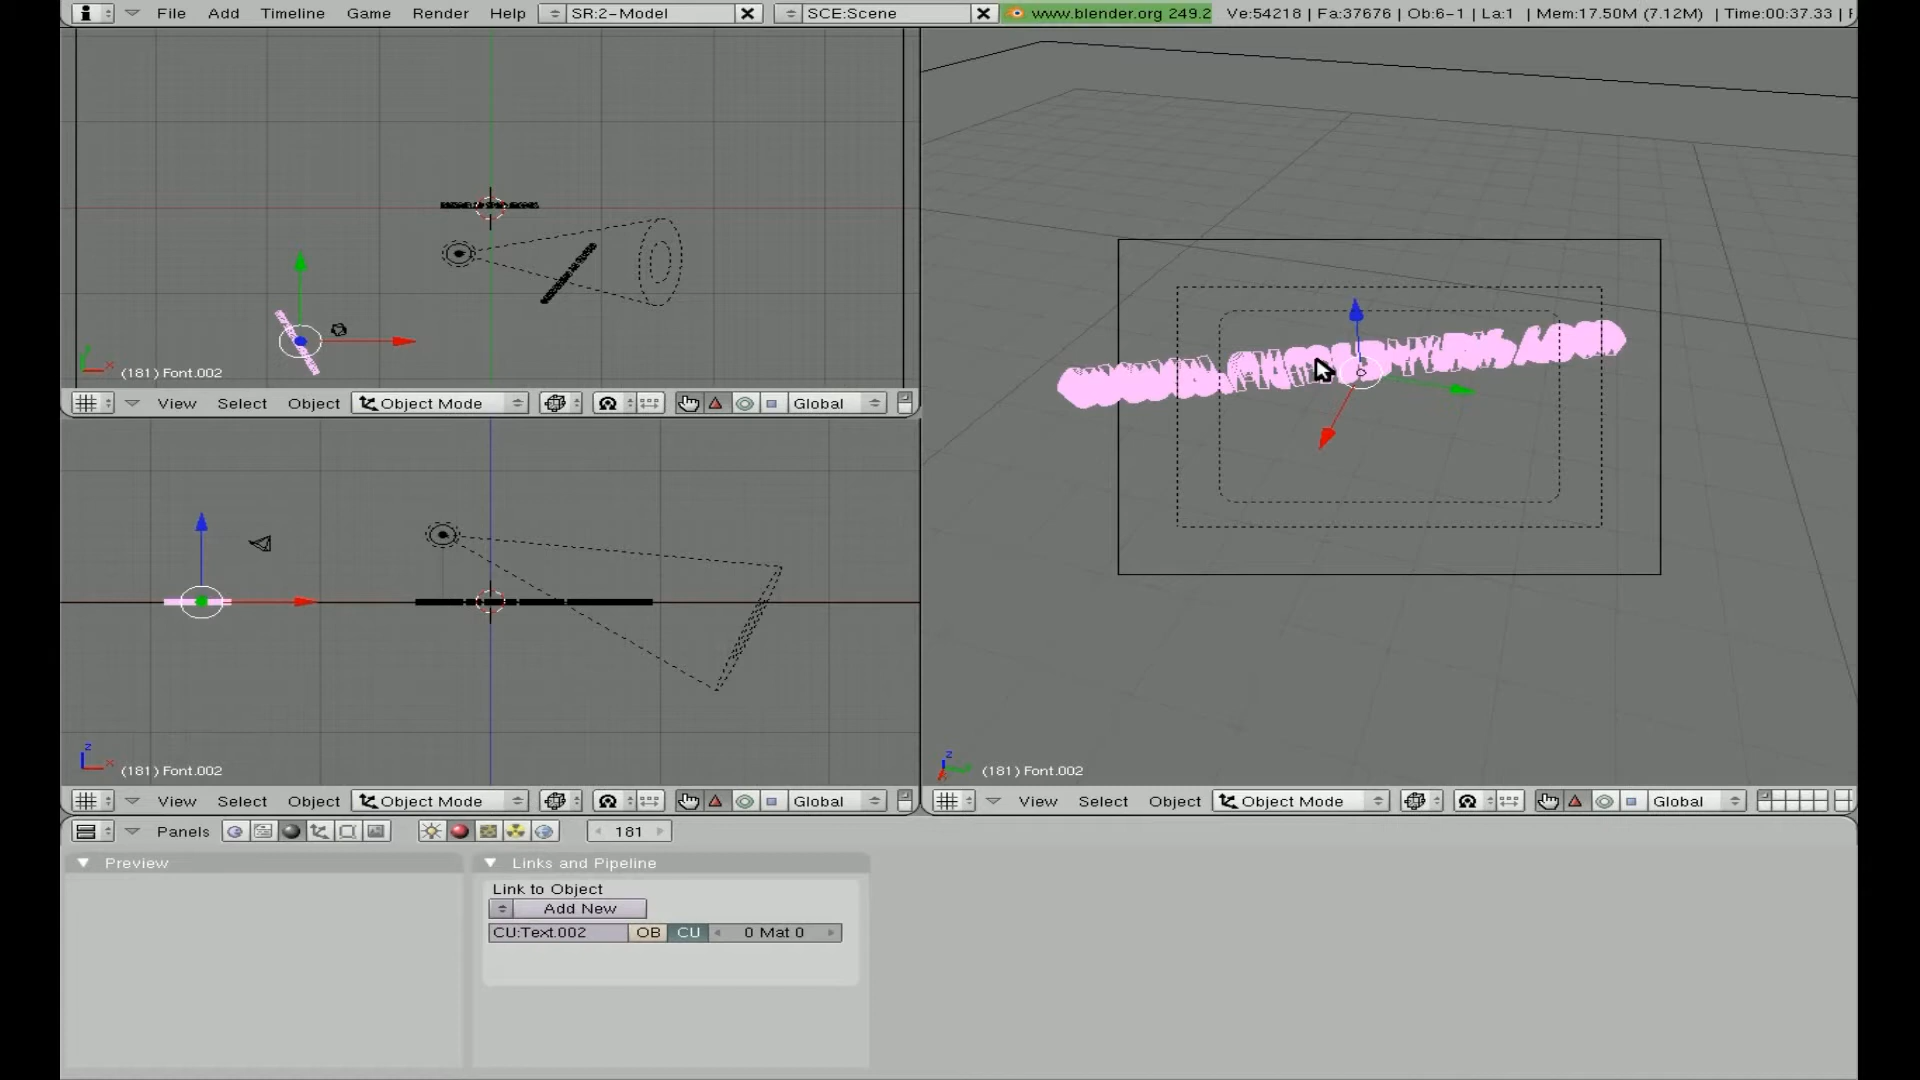 File Add Timeline Game Render Help SR:2-Model SCE:Scene www.blender.org 249.2 Ve:54218 | Fa:37676 | Ob:6-1 | La:1 | Mem:17.50M (7.12M) | Time:00:37.33 |
x
(181) Font.002
View Select Object Object Mode Global
z
x
(181) Font.002
z
(181) Font.002
View Select Object Object Mode Global
View Select Object Object Mode Global
Panels 181
Preview
Links and Pipeline
Link to Object
Add New
CU:Text.002 OB CU 0 Mat 0